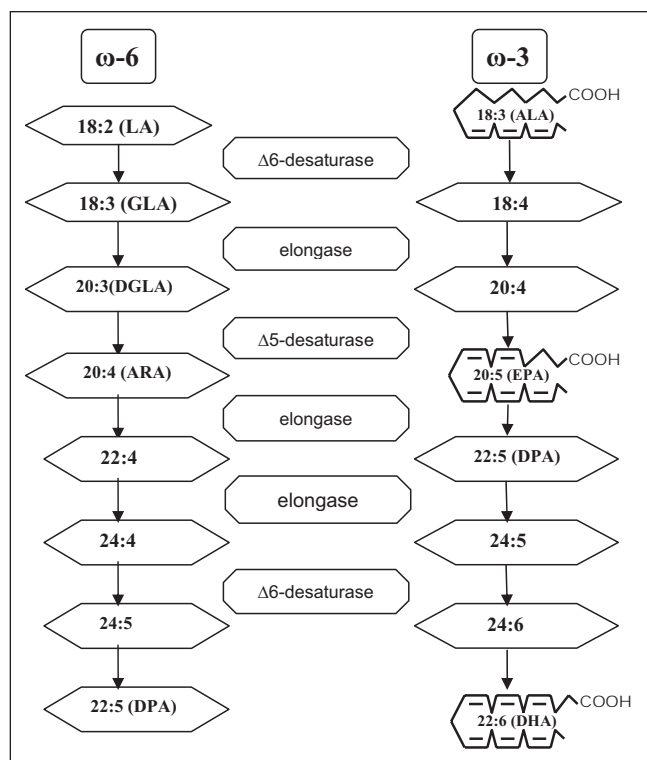 ω-6
ω-3
COOH
18:2 (LA)
18:3 (ALA)
Δ6-desaturase
18:3 (GLA)
18:4
elongase
20:3(DGLA)
20:4
Δ5-desaturase
COOH
20:4 (ARA)
20:5 (EPA)
elongase
22:4
22:5 (DPA)
elongase
24:4
24:5
Δ6-desaturase
24:5
24:6
COOH
22:5 (DPA)
22:6 (DHA)